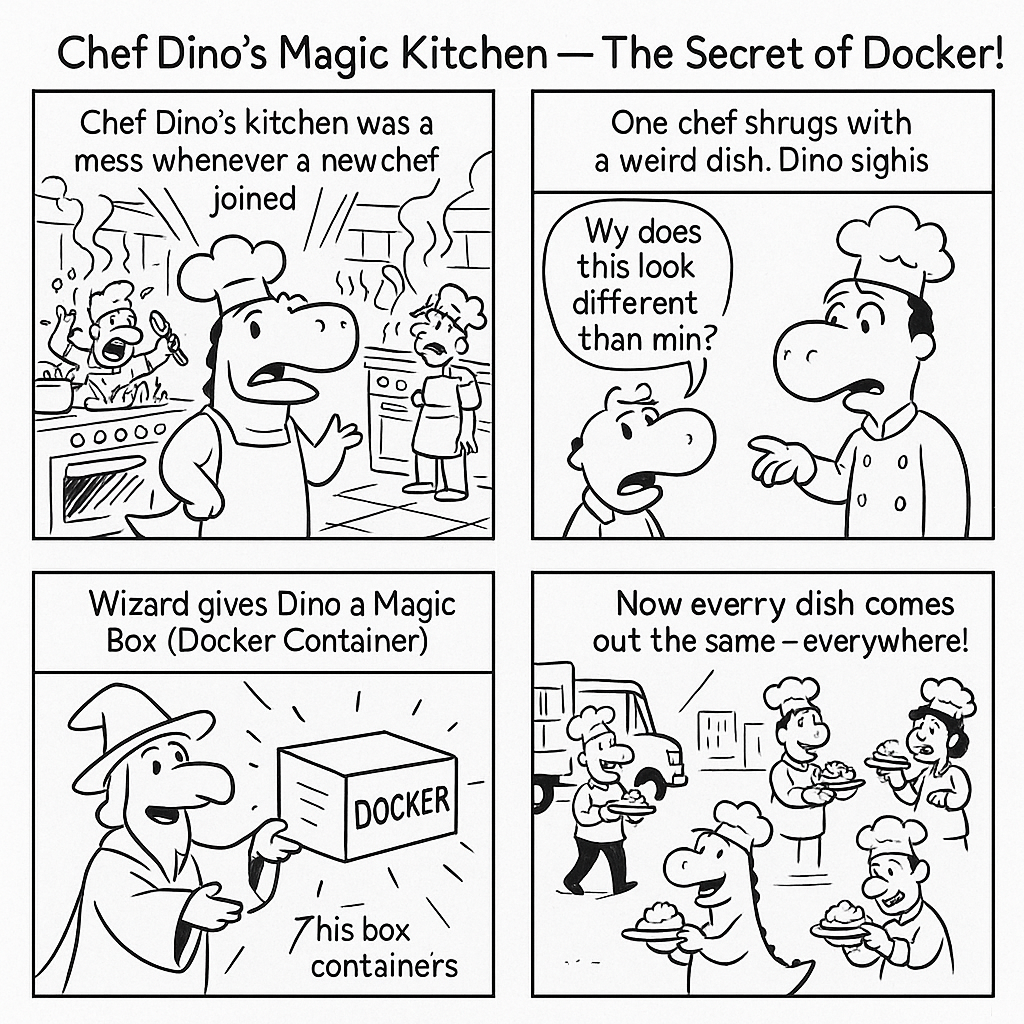 Chef Dino's Magic Kitchen — The Secret of Docker!
Chef Dino's kitchen was a
mess whenever a new chef
joined
One chef shrugs with
a weird dish. Dino sighis
Wy does
this look
different
than min?
Wizard gives Dino a Magic
Box (Docker Container)
DOCKER
This box
containers
Now everry dish comes
out the same – everywhere!